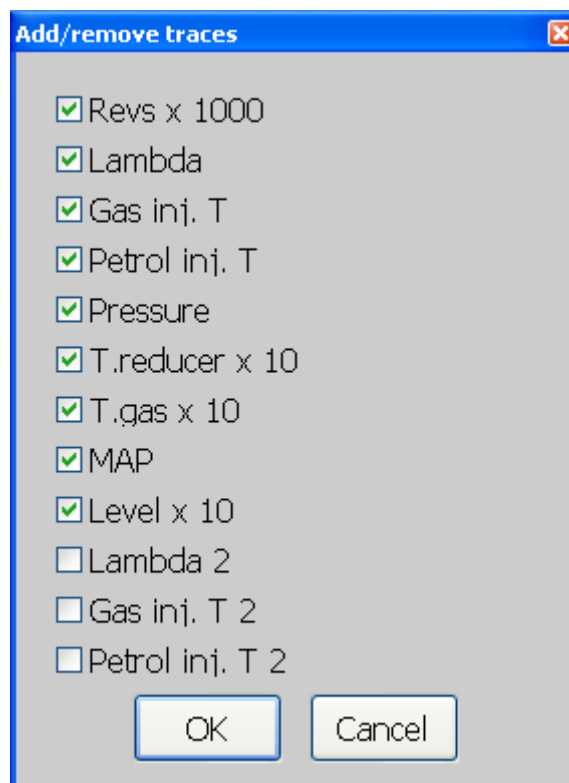 Add/remove traces
Revs x 1000
Lambda
Gas inj. T
Petrol inj. T
Pressure
T.reducer x 10
T.gas x 10
MAP
Level x 10
Lambda 2
Gas inj. T 2
Petrol inj. T 2
OK Cancel